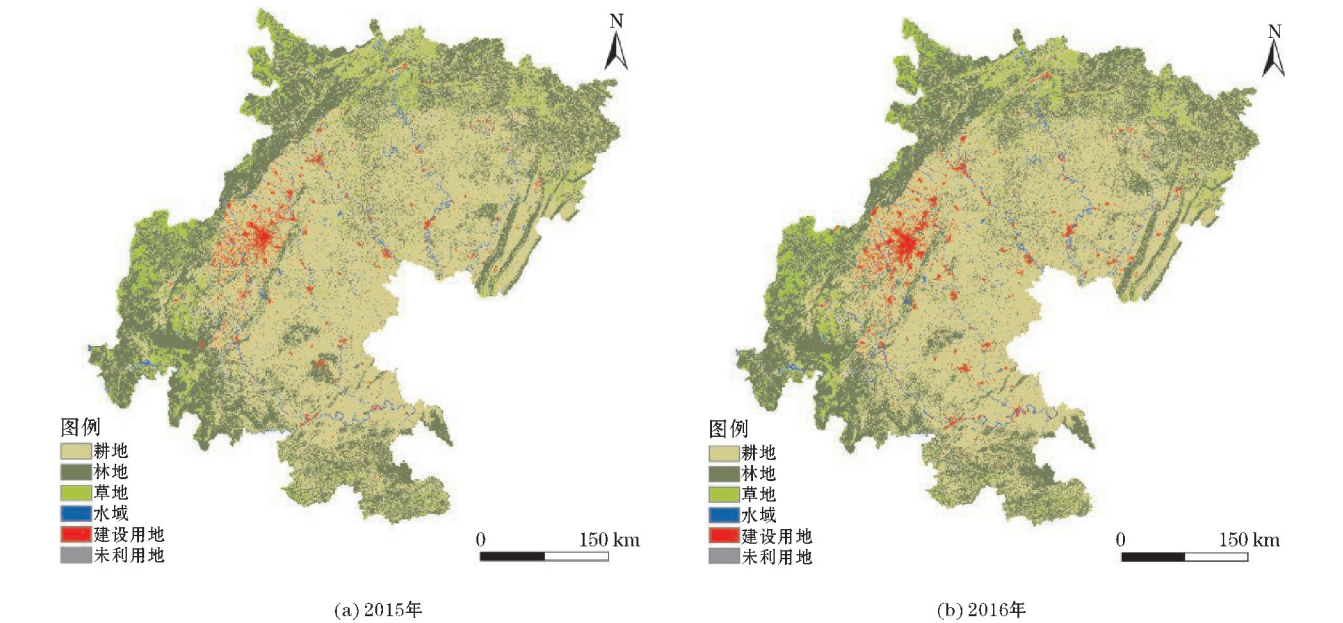 N
图例
耕地
林地
草地
水域
建设用地
未利用地
0 150 km
(a) 2015年
N
图例
耕地
林地
草地
水域
建设用地
未利用地
0 150 km
(b) 2016年